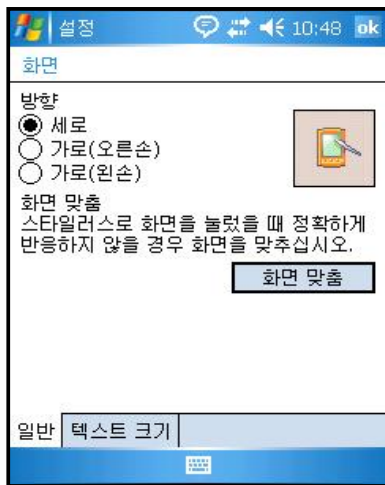 설정 10:48 ok
화면
방향
세로
가로(오른손)
가로(왼손)
화면 맞춤
스타일러스로 화면을 눌렀을 때 정확하게
반응하지 않을 경우 화면을 맞추십시오.
화면 맞춤
일반 텍스트 크기